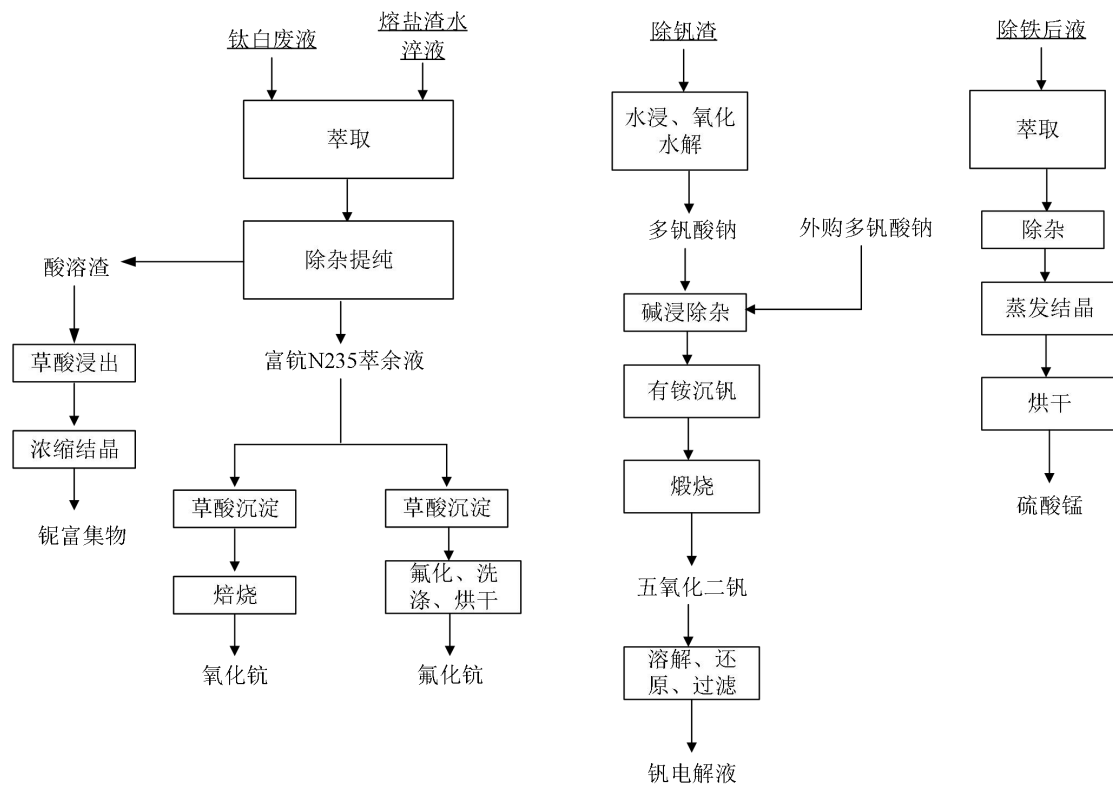 钛白废液
熔盐渣水
淬液
萃取
除杂提纯
酸溶渣
草酸浸出
浓缩结晶
铌富集物
富钪N235萃余液
草酸沉淀
焙烧
氧化钪
草酸沉淀
氟化、洗
涤、烘干
氟化钪
除钒渣
水浸、氧化
水解
多钒酸钠
外购多钒酸钠
碱浸除杂
有铵沉钒
煅烧
五氧化二钒
溶解、还
原、过滤
钒电解液
除铁后液
萃取
除杂
蒸发结晶
烘干
硫酸锰